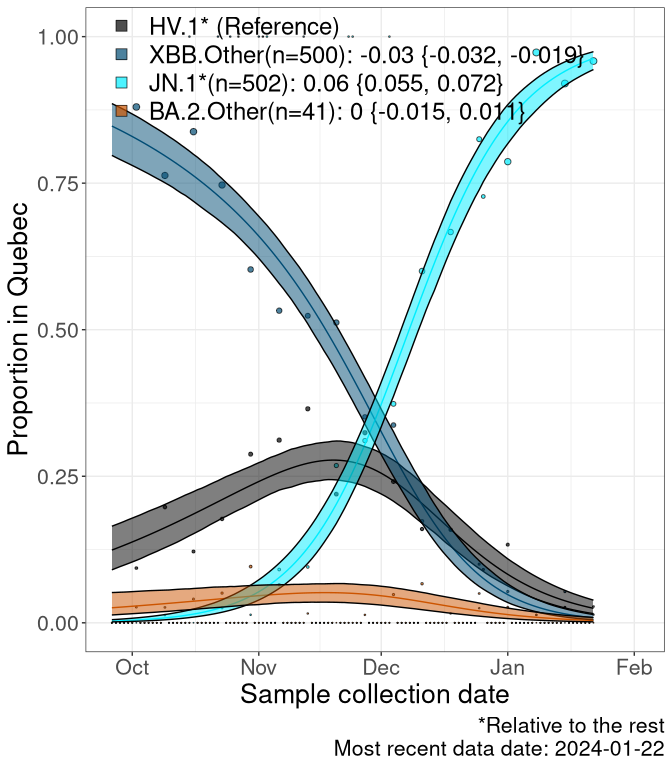 HV.1* (Reference)
XBB.Other(n=500): -0.03 {-0.032, -0.019}
JN.1*(n=502): 0.06 {0.055, 0.072}
BA.2.Other(n=41): 0 {-0.015, 0.011}
1.00
0.75
0.50
0.25
0.00
Proportion in Quebec
Oct Nov Dec Jan Feb
Sample collection date
*Relative to the rest
Most recent data date: 2024-01-22